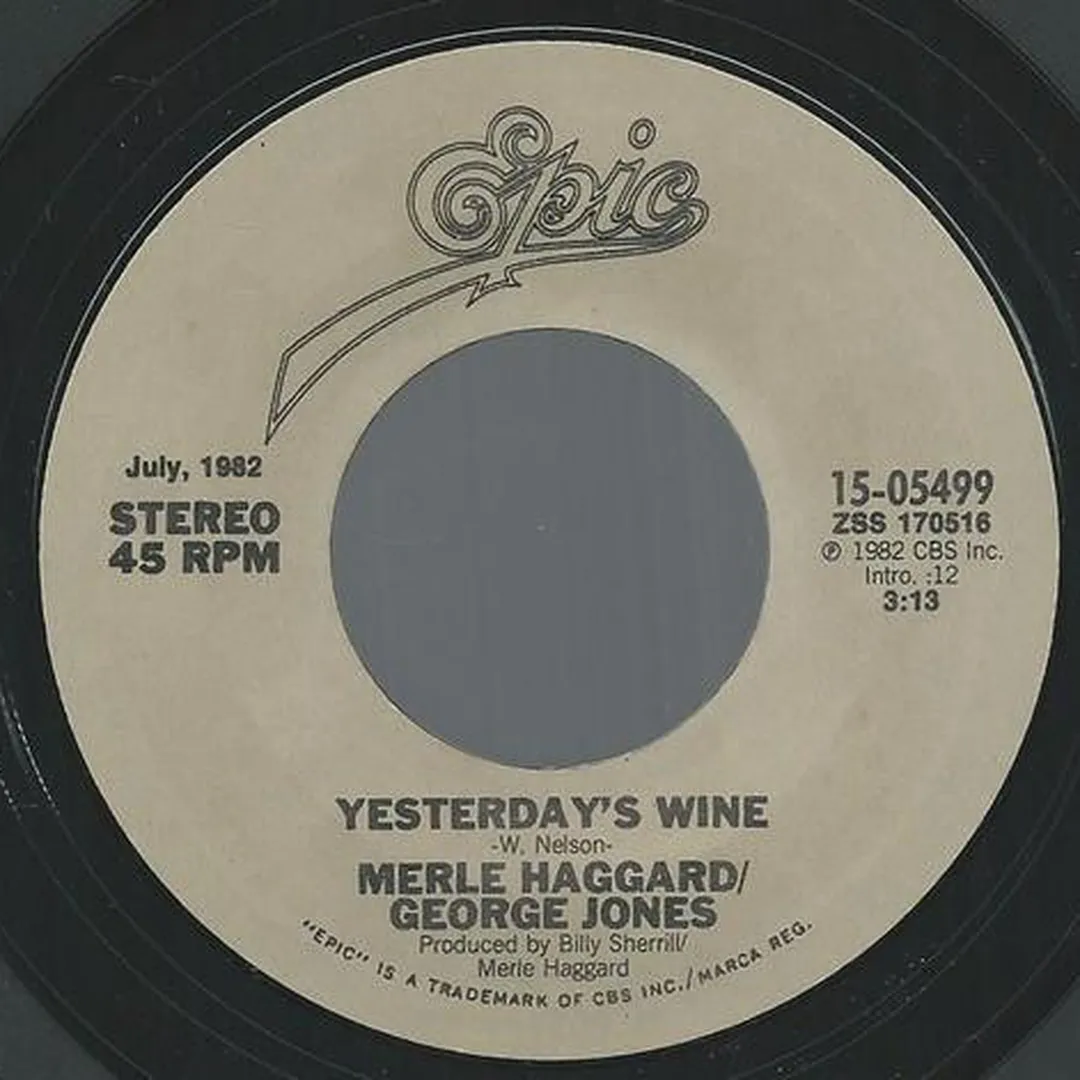 Epic
July, 1982
STEREO
45 RPM
15-05499
ZSS 170516
℗ 1982 CBS Inc.
Intro. :12
3:13
YESTERDAY'S WINE
-W. Nelson-
MERLE HAGGARD/
GEORGE JONES
Produced by Billy Sherrill/
Merle Haggard
"EPIC" IS A TRADEMARK OF CBS INC./MARCA REG.